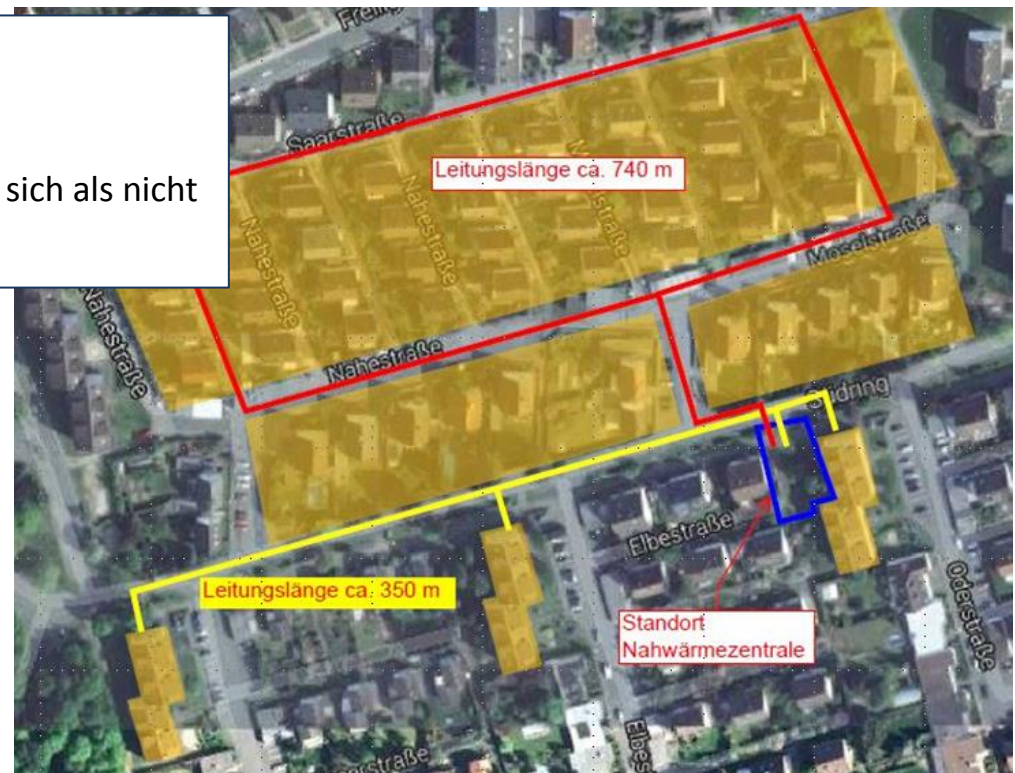 sich als nicht
Saarstraße
Leitungslänge ca. 740 m
Nahestraße
Nahestraße
Moselstraße
Nahestraße
Nahestraße
Südring
Elbestraße
Leitungslänge ca. 350 m
Standort
Nahwärmezentrale
Oderstraße